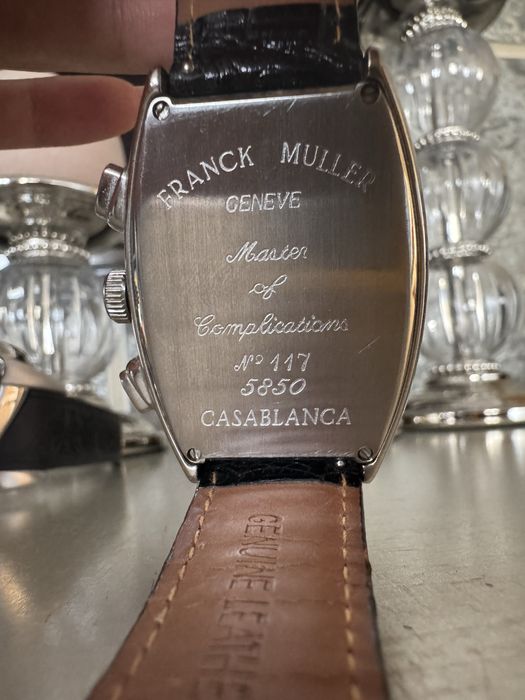 FRANCK MULLER
GENEVE
Master
of
Complications
Nº 117
5850
CASABLANCA
GENUINE LEATHER